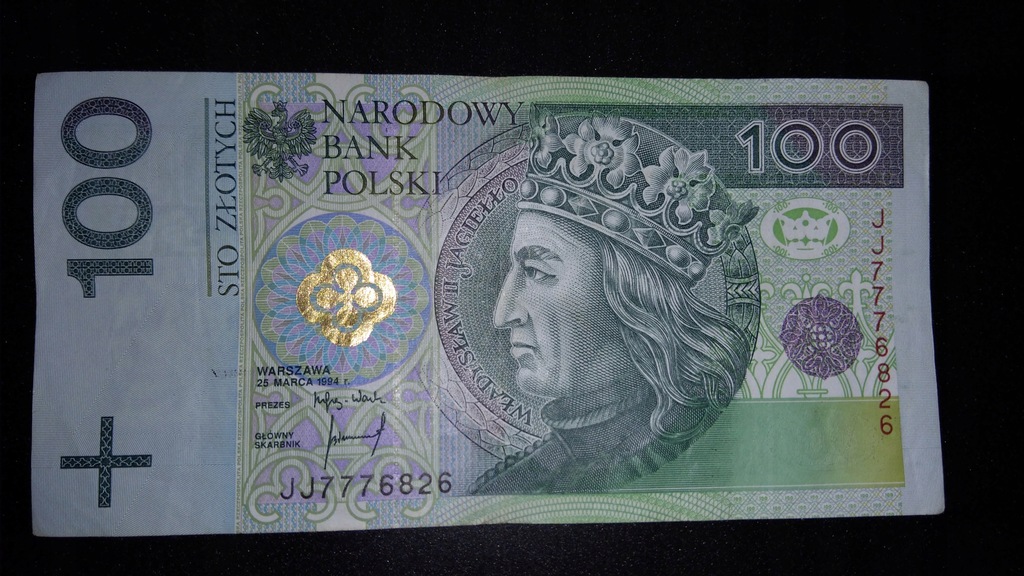 100
STO ZŁOTYCH
NARODOWY
BANK
POLSKI
100
WŁADYSŁAW II JAGIEŁŁO
JJ7776826
WARSZAWA
25 MARCA 1994 r.
PREZES
GŁÓWNY
SKARBNIK
JJ7776826